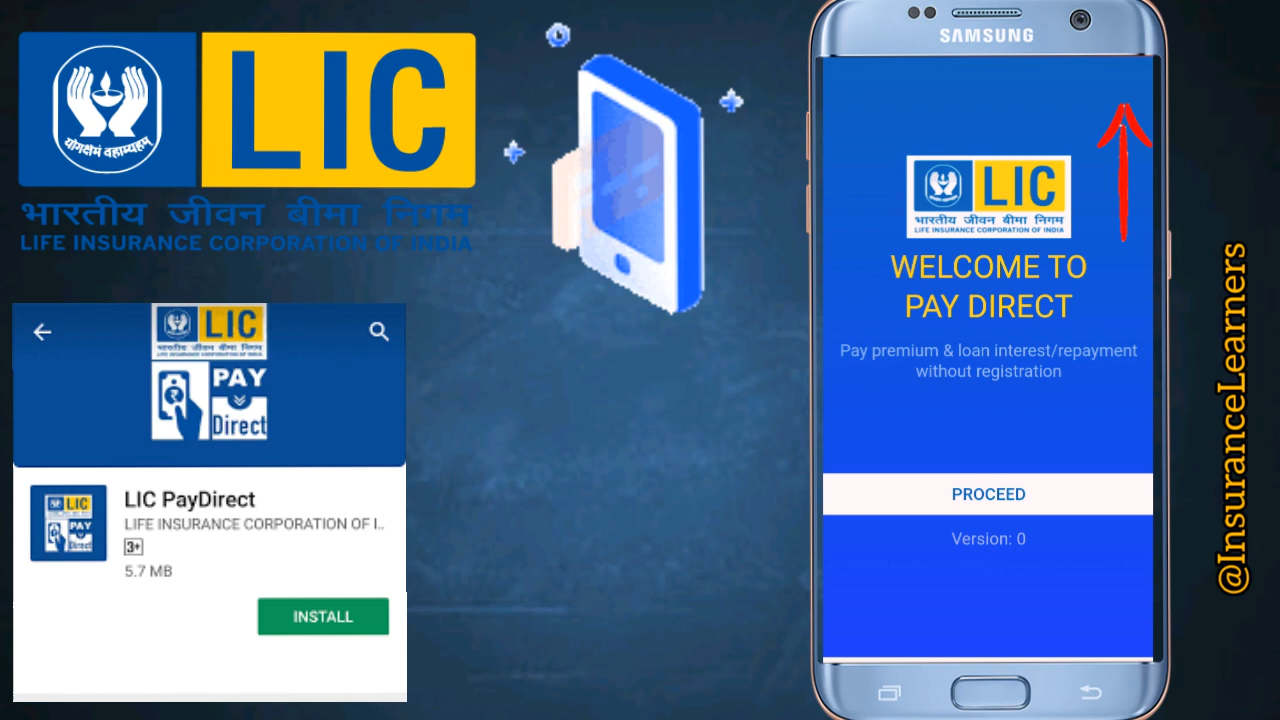 योगक्षेमं वहाम्यहम्
LIC
भारतीय जीवन बीमा निगम
LIFE INSURANCE CORPORATION OF INDIA
LIC
भारतीय जीवन बीमा निगम
LIFE INSURANCE CORPORATION OF INDIA
PAY
Direct
LIC
PAY
Direct
LIC PayDirect
LIFE INSURANCE CORPORATION OF I..
3+
5.7 MB
INSTALL
SAMSUNG
LIC
भारतीय जीवन बीमा निगम
LIFE INSURANCE CORPORATION OF INDIA
WELCOME TO
PAY DIRECT
Pay premium & loan interest/repayment
without registration
PROCEED
Version: 0
@InsuranceLearners